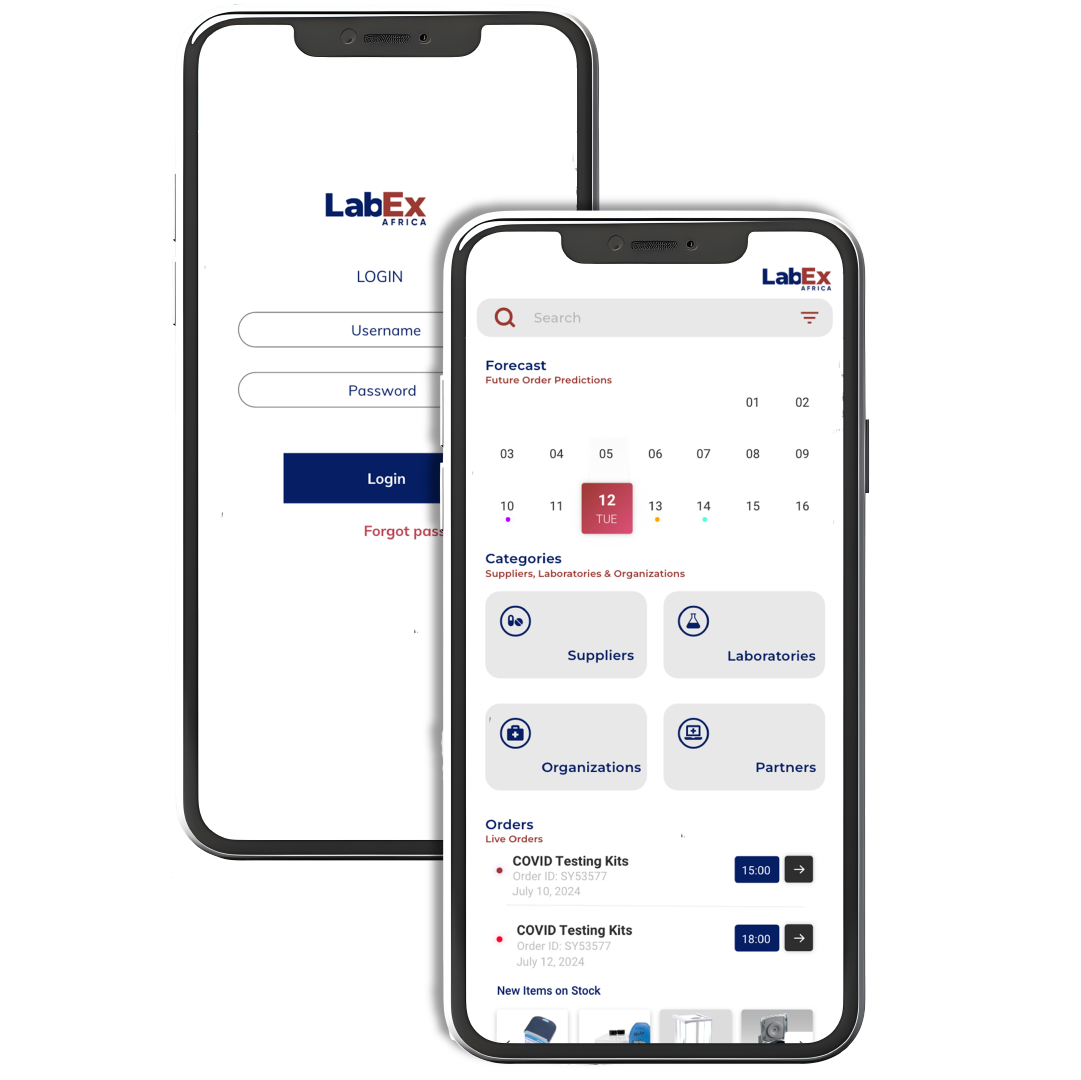 LabEx
AFRICA
LOGIN
Username
Password
Login
Forgot pass
LabEx
AFRICA
Search
Forecast
Future Order Predictions
01 02
03 04 05 06 07 08 09
10 11 12 13 14 15 16
TUE
Categories
Suppliers, Laboratories & Organizations
Suppliers
Laboratories
Organizations
Partners
Orders
Live Orders
COVID Testing Kits
Order ID: SY53577
July 10, 2024
15:00
COVID Testing Kits
Order ID: SY53577
July 12, 2024
18:00
New Items on Stock